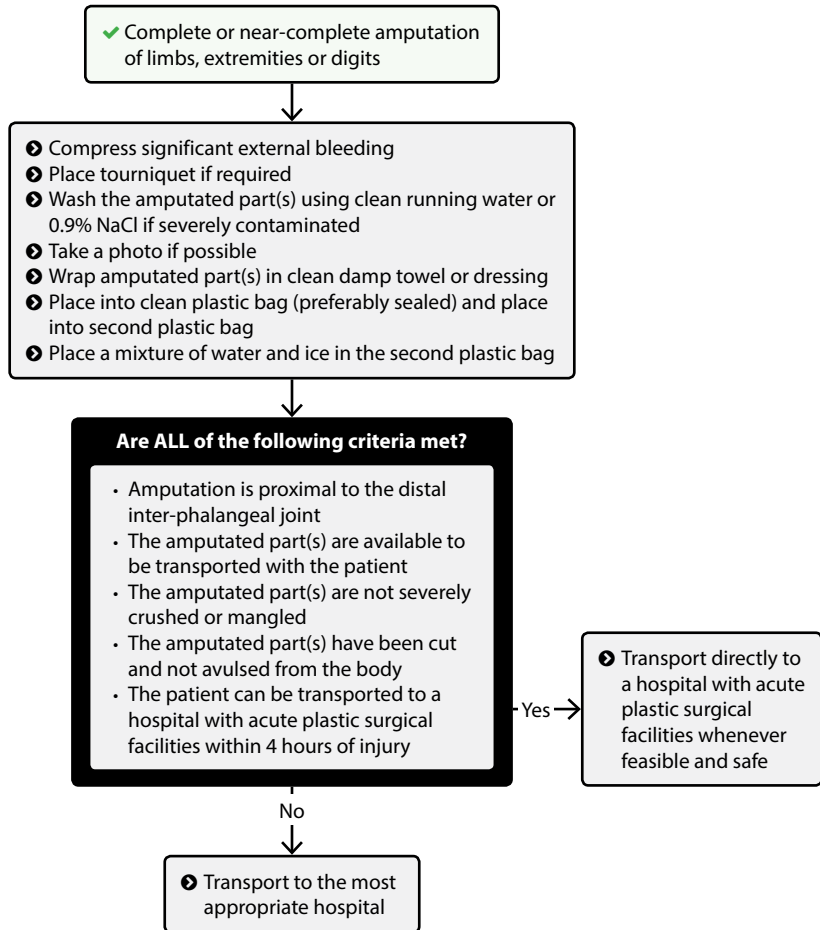 Complete or near-complete amputation
of limbs, extremities or digits
Compress significant external bleeding
Place tourniquet if required
Wash the amputated part(s) using clean running water or
0.9% NaCl if severely contaminated
Take a photo if possible
Wrap amputated part(s) in clean damp towel or dressing
Place into clean plastic bag (preferably sealed) and place
into second plastic bag
Place a mixture of water and ice in the second plastic bag
Are ALL of the following criteria met?
• Amputation is proximal to the distal
inter-phalangeal joint
• The amputated part(s) are available to
be transported with the patient
• The amputated part(s) are not severely
crushed or mangled
• The amputated part(s) have been cut
and not avulsed from the body
• The patient can be transported to a
hospital with acute plastic surgical
facilities within 4 hours of injury
Yes
Transport directly to
a hospital with acute
plastic surgical
facilities whenever
feasible and safe
No
Transport to the most
appropriate hospital